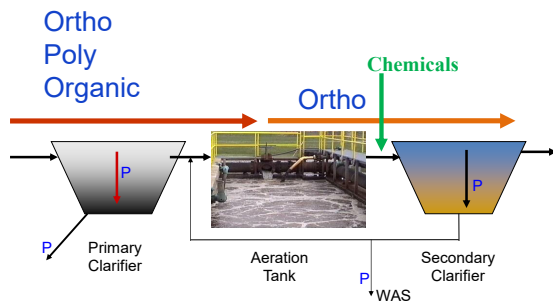 Ortho
Poly
Organic
Chemicals
Ortho
P
P
P
Primary
Clarifier
Aeration
Tank
Secondary
Clarifier
P
WAS